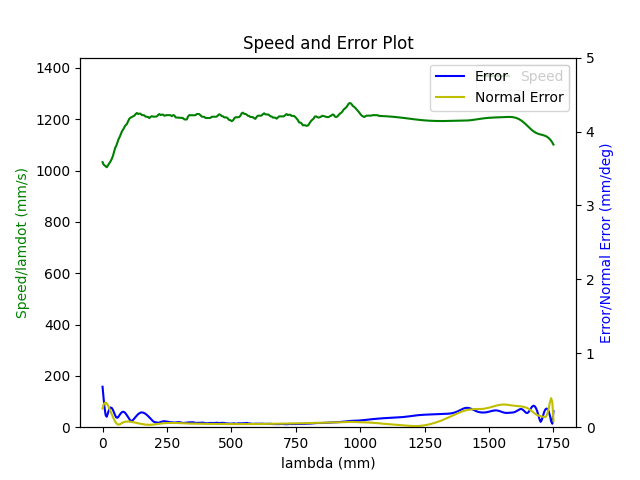 Speed and Error Plot
Error
Speed
Normal Error
1400
1200
1000
800
600
400
200
0
Speed/lamdot (mm/s)
5
4
3
2
1
0
Error/Normal Error (mm/deg)
0 250 500 750 1000 1250 1500 1750
lambda (mm)